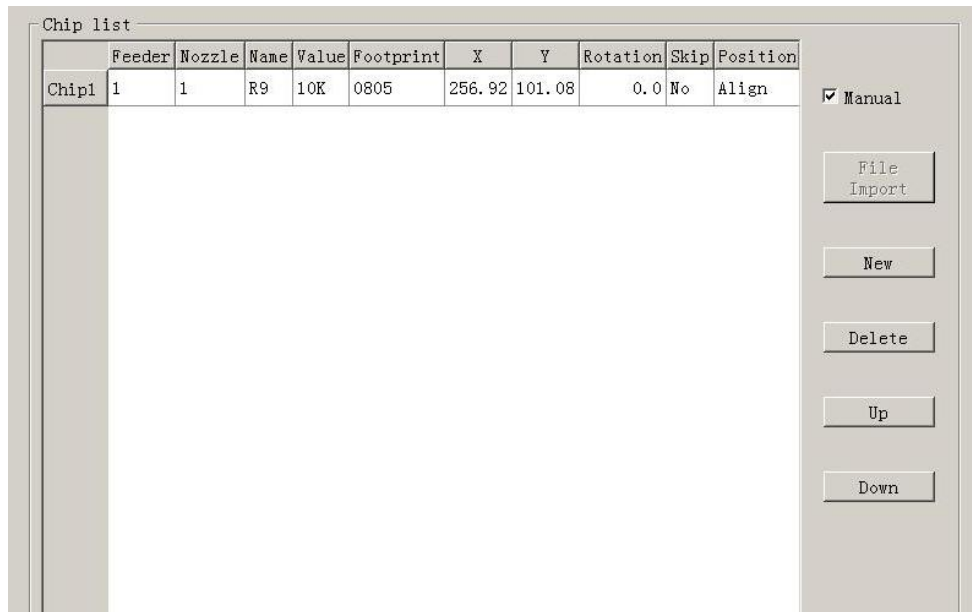 Chip list
Feeder Nozzle Name Value Footprint X Y Rotation Skip Position
Chip1 1 1 R9 10K 0805 256.92 101.08 0.0 No Align
Manual
File
Import
New
Delete
Up
Down